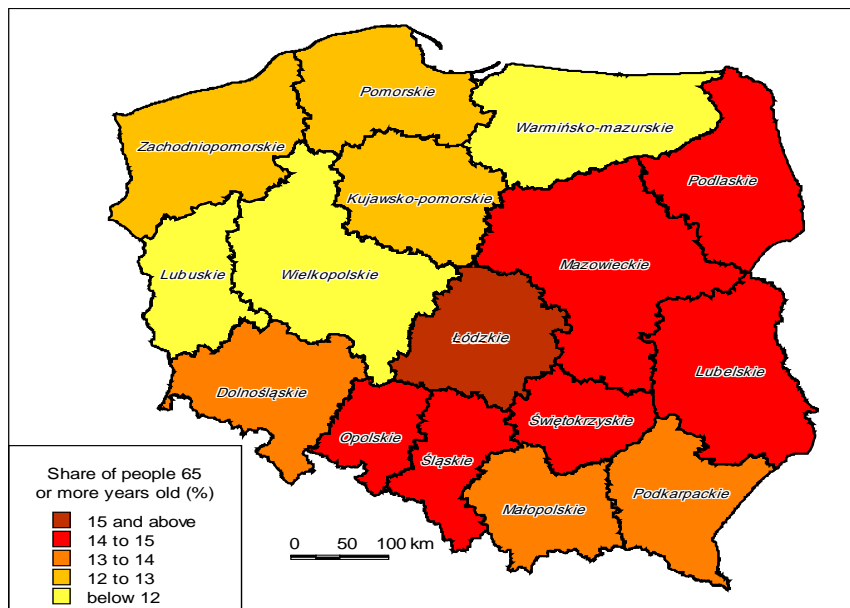 Pomorskie
Warmińsko-mazurskie
Zachodniopomorskie
Podlaskie
Kujawsko-pomorskie
Mazowieckie
Lubuskie
Wielkopolskie
Łódzkie
Lubelskie
Dolnośląskie
Świętokrzyskie
Opolskie
Śląskie
Podkarpackie
Małopolskie
Share of people 65
or more years old (%)
15 and above
14 to 15
13 to 14
12 to 13
below 12
0 50 100 km